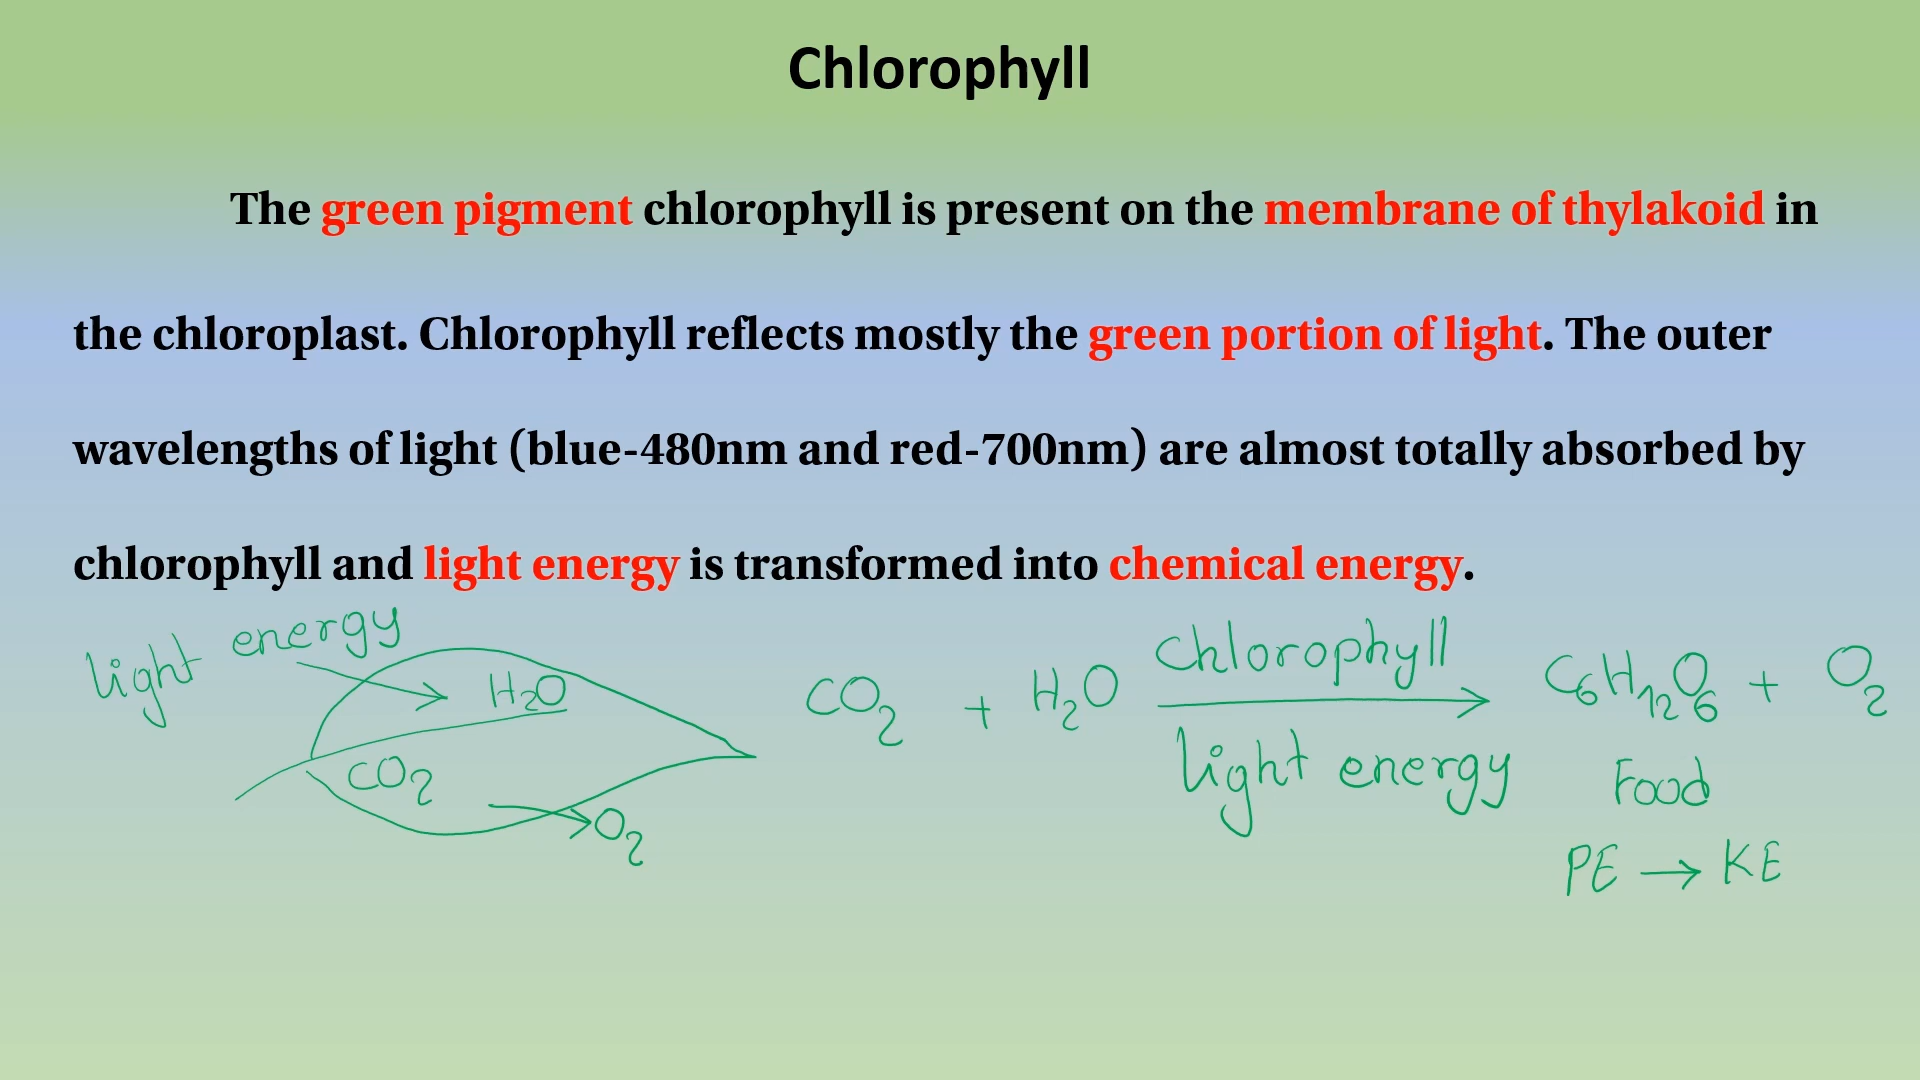 Chlorophyll
The green pigment chlorophyll is present on the membrane of thylakoid in
the chloroplast. Chlorophyll reflects mostly the green portion of light. The outer
wavelengths of light (blue-480nm and red-700nm) are almost totally absorbed by
chlorophyll and light energy is transformed into chemical energy.
light energy
H₂O
CO₂
O₂
Chlorophyll
CO₂ + H₂O → C₆H₁₂O₆ + O₂
light energy
Food
PE → KE